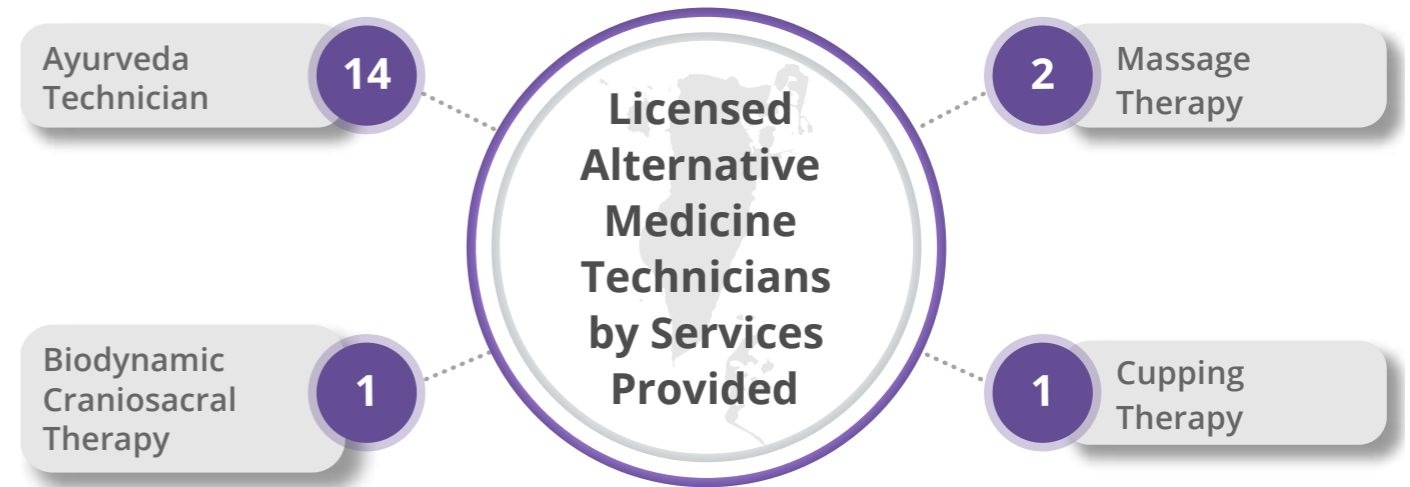 Ayurveda
Technician
14
Licensed
Alternative
Medicine
Technicians
by Services
Provided
2
Massage
Therapy
Biodynamic
Craniosacral
Therapy
1
1
Cupping
Therapy